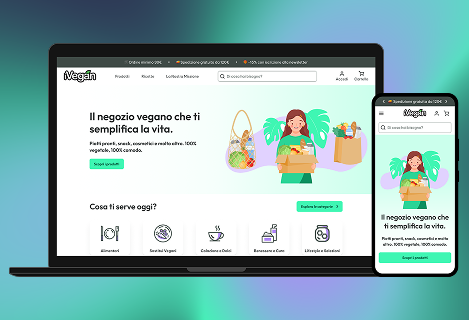 Ordine minimo 50€
Spedizione gratuita da 120€
-10% con iscrizione alla newsletter
iVegan
Prodotti
Ricette
La Nostra Missione
Di cosa hai bisogno?
Accedi
Carrello
Il negozio vegano che ti
semplifica la vita.
Piatti pronti, snack, cosmetici e molto altro. 100%
vegetale. 100% comodo.
Scopri i prodotti
Cosa ti serve oggi?
Esplora le categorie
Alimentari
Sostituti Vegani
Colazione e Dolci
Benessere e Cura
Lifestyle e Selezioni
Spedizione gratuita da 120€
iVegan
Di cosa hai bisogno?
Il negozio vegano che ti
semplifica la vita.
Piatti pronti, snack, cosmetici e molto
altro. 100% vegetale. 100% comodo.
Scopri i prodotti